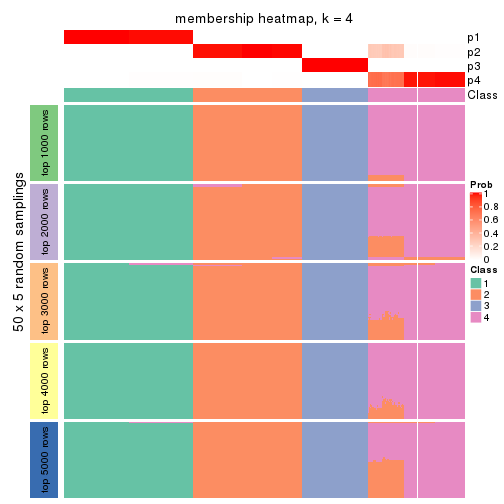 membership heatmap, k = 4
p1
p2
p3
p4
Class
50 x 5 random samplings
top 1000 rows
top 2000 rows
top 3000 rows
top 4000 rows
top 5000 rows
Prob
1
0.8
0.6
0.4
0.2
0
Class
1
2
3
4